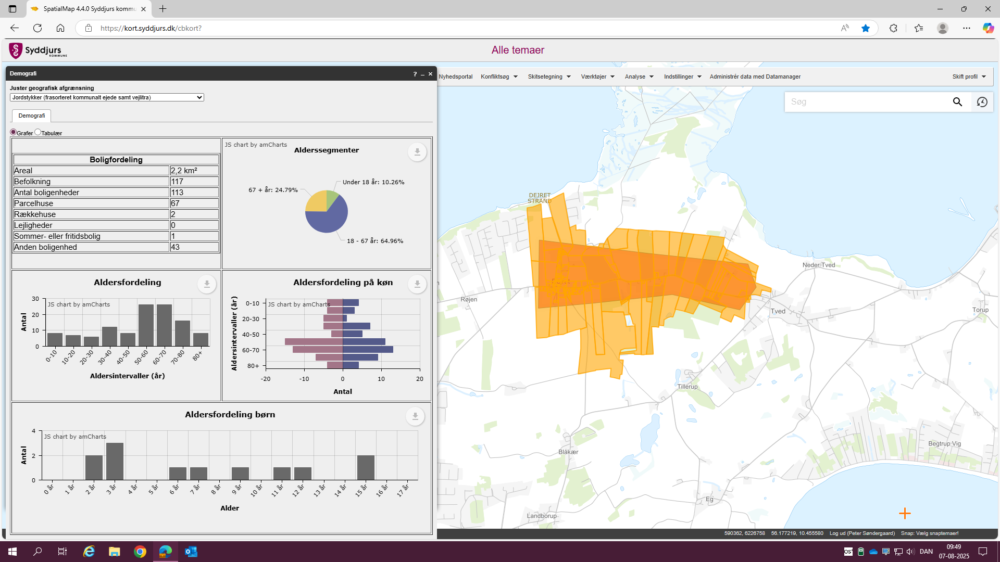 SpatialMap 4.4.0 Syddjurs kommu
https://kort.syddjurs.dk/cbkort?
Syddjurs
KOMMUNE
Alle temaer
Demografi
? _ ×
Nyhedsportal Konfliktsøg Skitsetegning Værktøjer Analyse Indstillinger Administrér data med Datamanager Skift profil
Juster geografisk afgrænsning
Jordstykker (frasorteret kommunalt ejede samt vejlitra)
Søg
Demografi
Grafer Tabulær
Boligfordeling
Areal 2,2 km²
Befolkning 117
Antal boligenheder 113
Parcelhuse 67
Rækkehuse 2
Lejligheder 0
Sommer- eller fritidsbolig 1
Anden boligenhed 43
JS chart by amCharts
Alderssegmenter
Under 18 år: 10.26%
67 + år: 24.79%
18 - 67 år: 64.96%
Aldersfordeling
JS chart by amCharts
Antal
30
20
10
0
0-10 10-20 20-30 30-40 40-50 50-60 60-70 70-80 80+
Aldersintervaller (år)
Aldersfordeling på køn
JS chart by amCharts
Aldersintervaller (år)
0-10
20-30
40-50
60-70
80+
-20 -10 0 10 20
Antal
Aldersfordeling børn
JS chart by amCharts
Antal
4
2
0
0 år 1 år 2 år 3 år 4 år 5 år 6 år 7 år 8 år 9 år 10 år 11 år 12 år 13 år 14 år 15 år 16 år 17 år
Alder
DEJRET
STRAND
Neder Tved
Røjen
Tved
Torup
Tillerup
Blåkær
Begtrup Vig
Eg
Landborup
590362, 6226758 56.177219, 10.455580 Log ud (Peter Søndergaard) Snap: Vælg snaptemaer!
DAN
09:49
07-08-2025